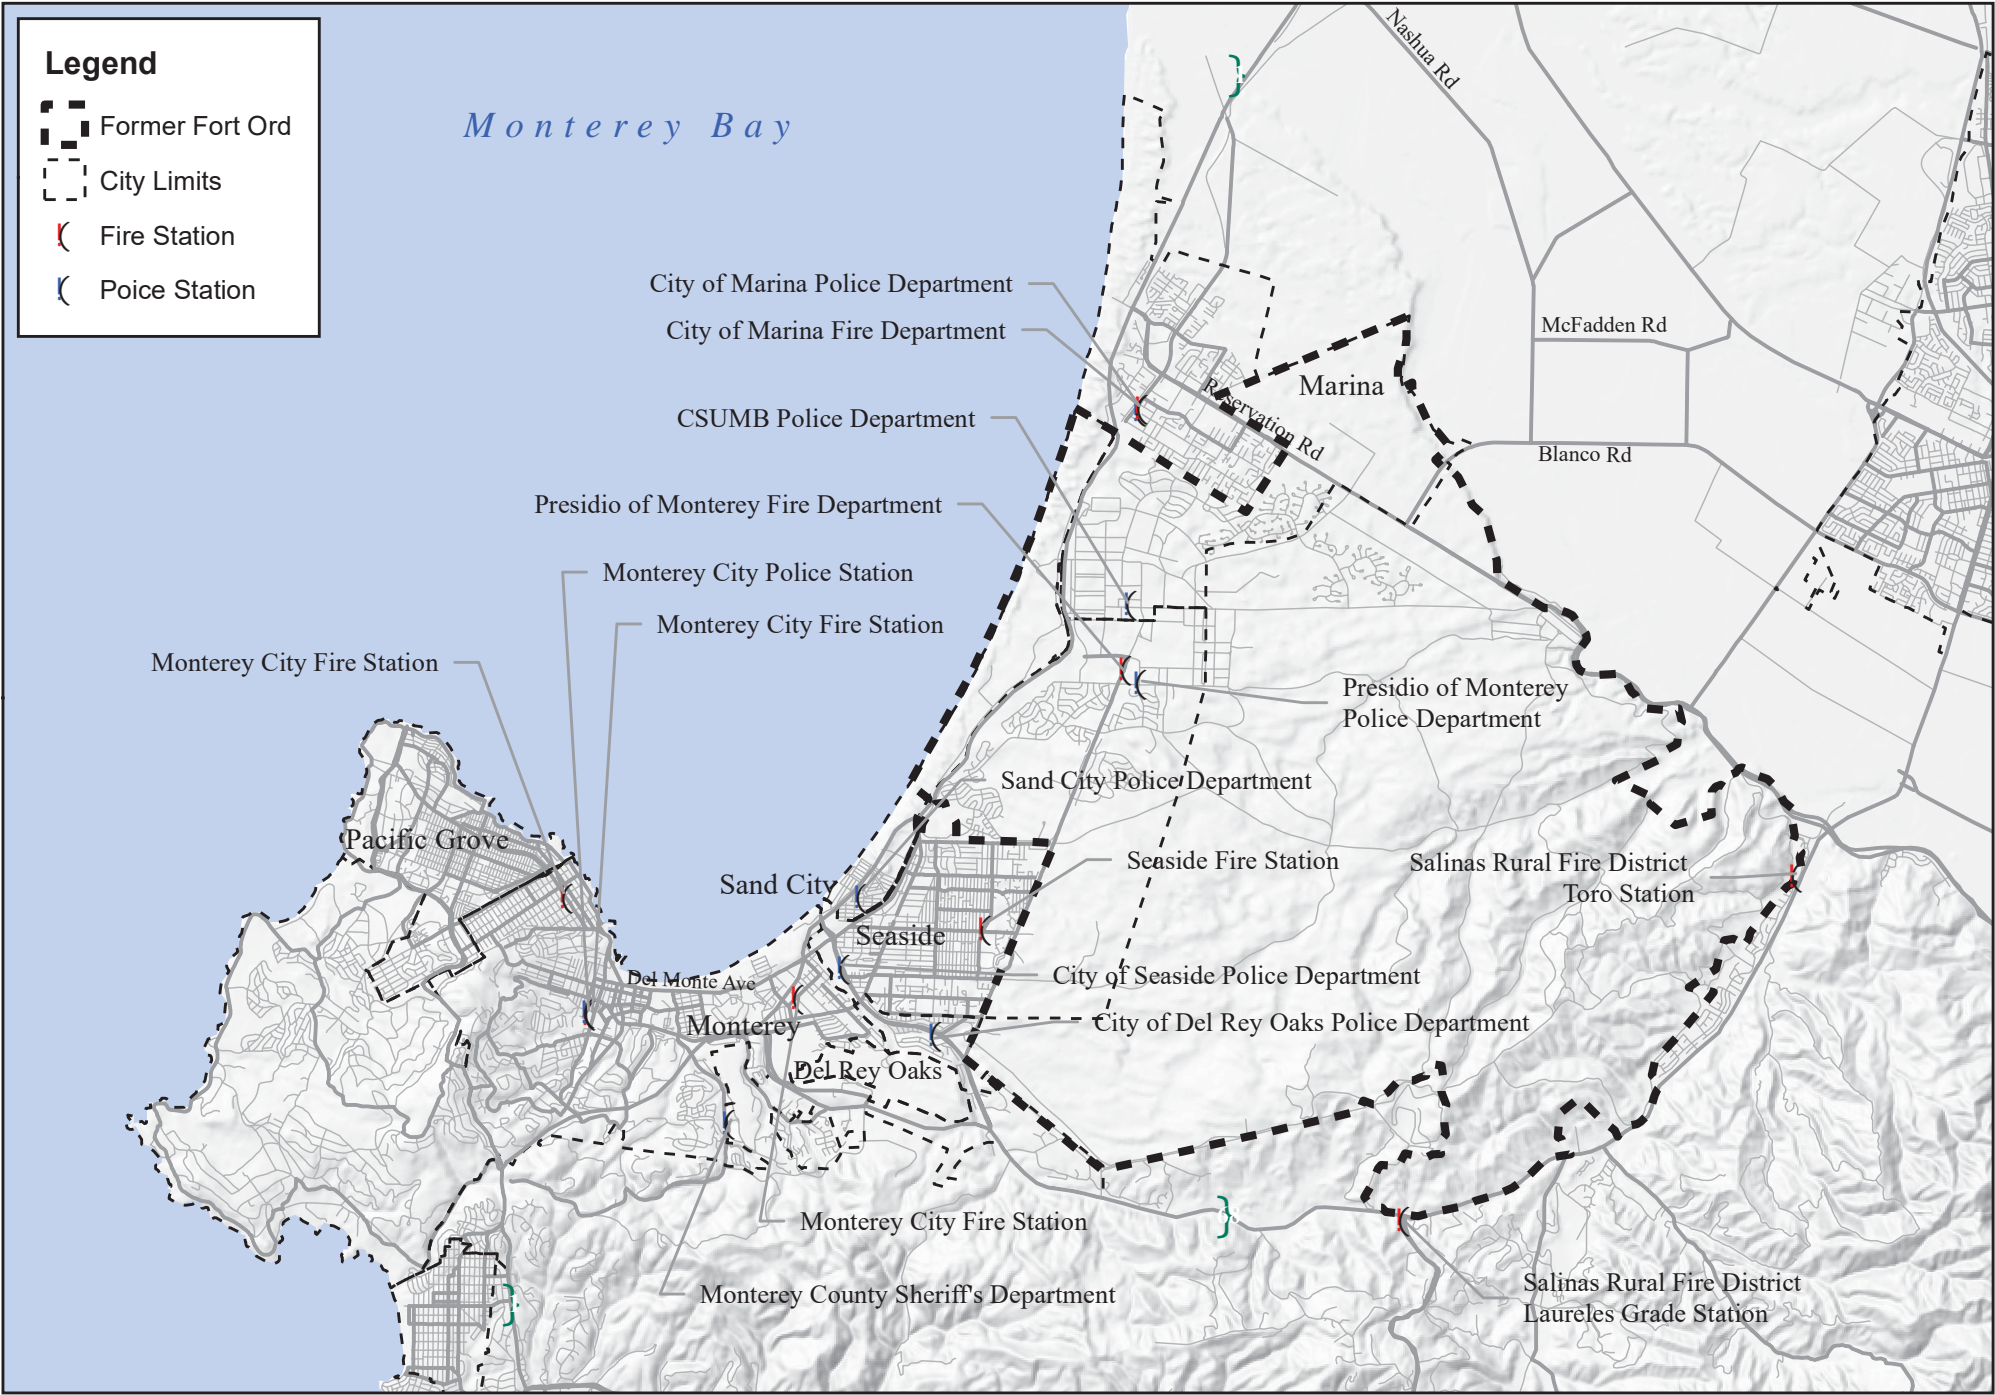 Legend
Former Fort Ord
City Limits
Fire Station
Poice Station
Monterey Bay
Nashua Rd
McFadden Rd
Blanco Rd
Reservation Rd
Marina
City of Marina Police Department
City of Marina Fire Department
CSUMB Police Department
Presidio of Monterey Fire Department
Monterey City Police Station
Monterey City Fire Station
Monterey City Fire Station
Presidio of Monterey
Police Department
Sand City Police Department
Pacific Grove
Seaside Fire Station
Salinas Rural Fire District
Toro Station
Sand City
Seaside
City of Seaside Police Department
Del Monte Ave
Monterey
City of Del Rey Oaks Police Department
Del Rey Oaks
Monterey City Fire Station
Monterey County Sheriff's Department
Salinas Rural Fire District
Laureles Grade Station